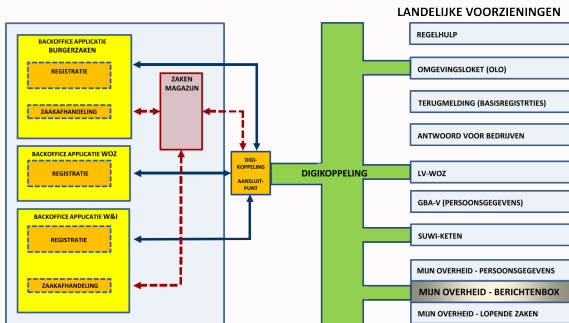 LANDELIJKE VOORZIENINGEN
BACKOFFICE APPLICATIE
BURGERZAKEN
REGISTRATIE
ZAAKAFHANDELING
ZAKEN
MAGAZIJN
BACKOFFICE APPLICATIE WOZ
REGISTRATIE
BACKOFFICE APPLICATIE W&I
REGISTRATIE
ZAAKAFHANDELING
DIGI-
KOPPELING
AANSLUIT-
PUNT
DIGIKOPPELING
REGELHULP
OMGEVINGSLOKET (OLO)
TERUGMELDING (BASISREGISTRTIES)
ANTWOORD VOOR BEDRIJVEN
LV-WOZ
GBA-V (PERSOONSGEGEVENS)
SUWI-KETEN
MIJN OVERHEID - PERSOONSGEGEVENS
MIJN OVERHEID - BERICHTENBOX
MIJN OVERHEID - LOPENDE ZAKEN